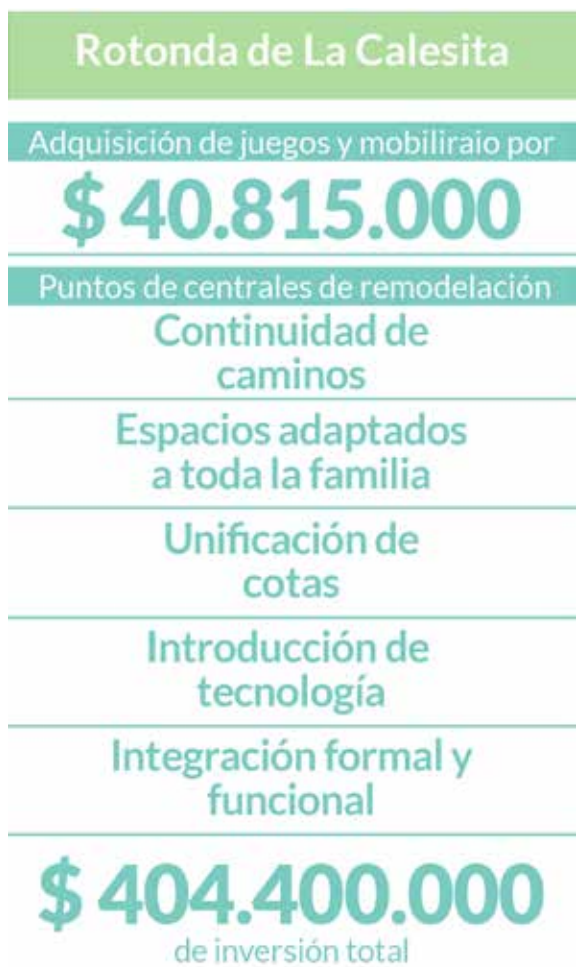 Rotonda de La Calesita
Adquisición de juegos y mobiliraio por
$ 40.815.000
Puntos de centrales de remodelación
Continuidad de
caminos
Espacios adaptados
a toda la familia
Unificación de
cotas
Introducción de
tecnología
Integración formal y
funcional
$ 404.400.000
de inversión total